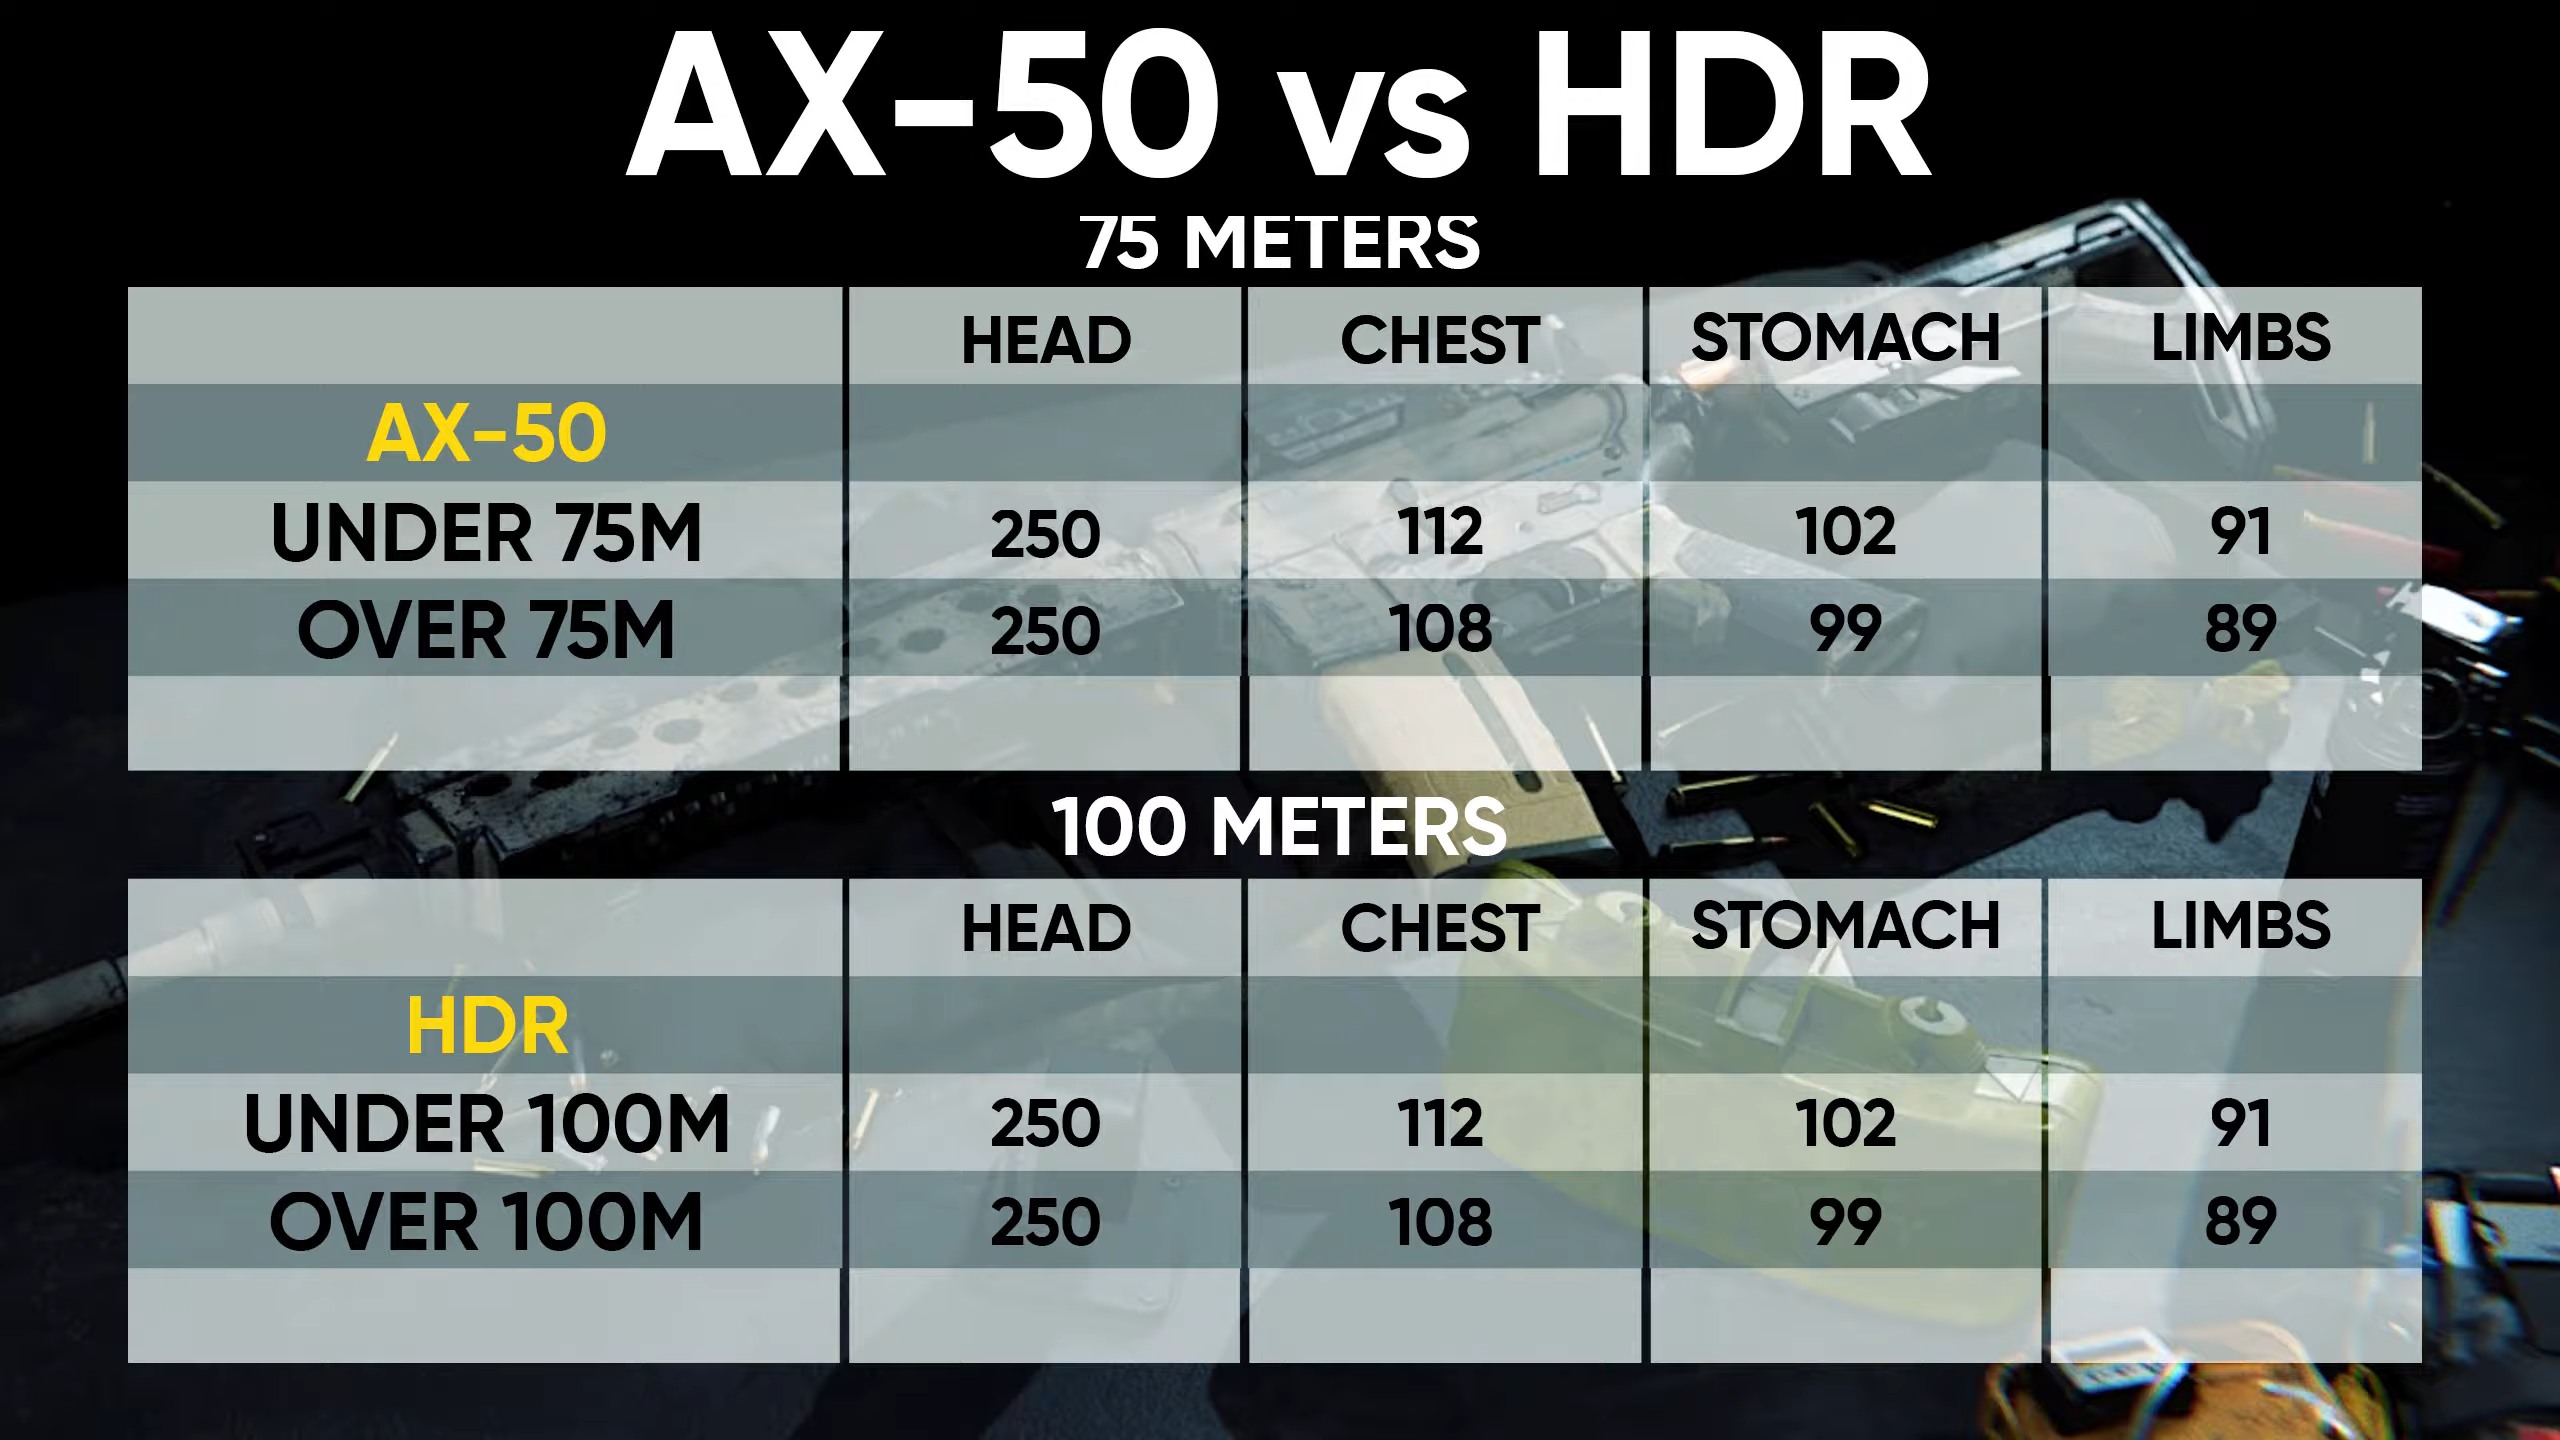 AX-50 vs HDR
75 METERS
HEAD CHEST STOMACH LIMBS
AX-50
UNDER 75M 250 112 102 91
OVER 75M 250 108 99 89
100 METERS
HEAD CHEST STOMACH LIMBS
HDR
UNDER 100M 250 112 102 91
OVER 100M 250 108 99 89